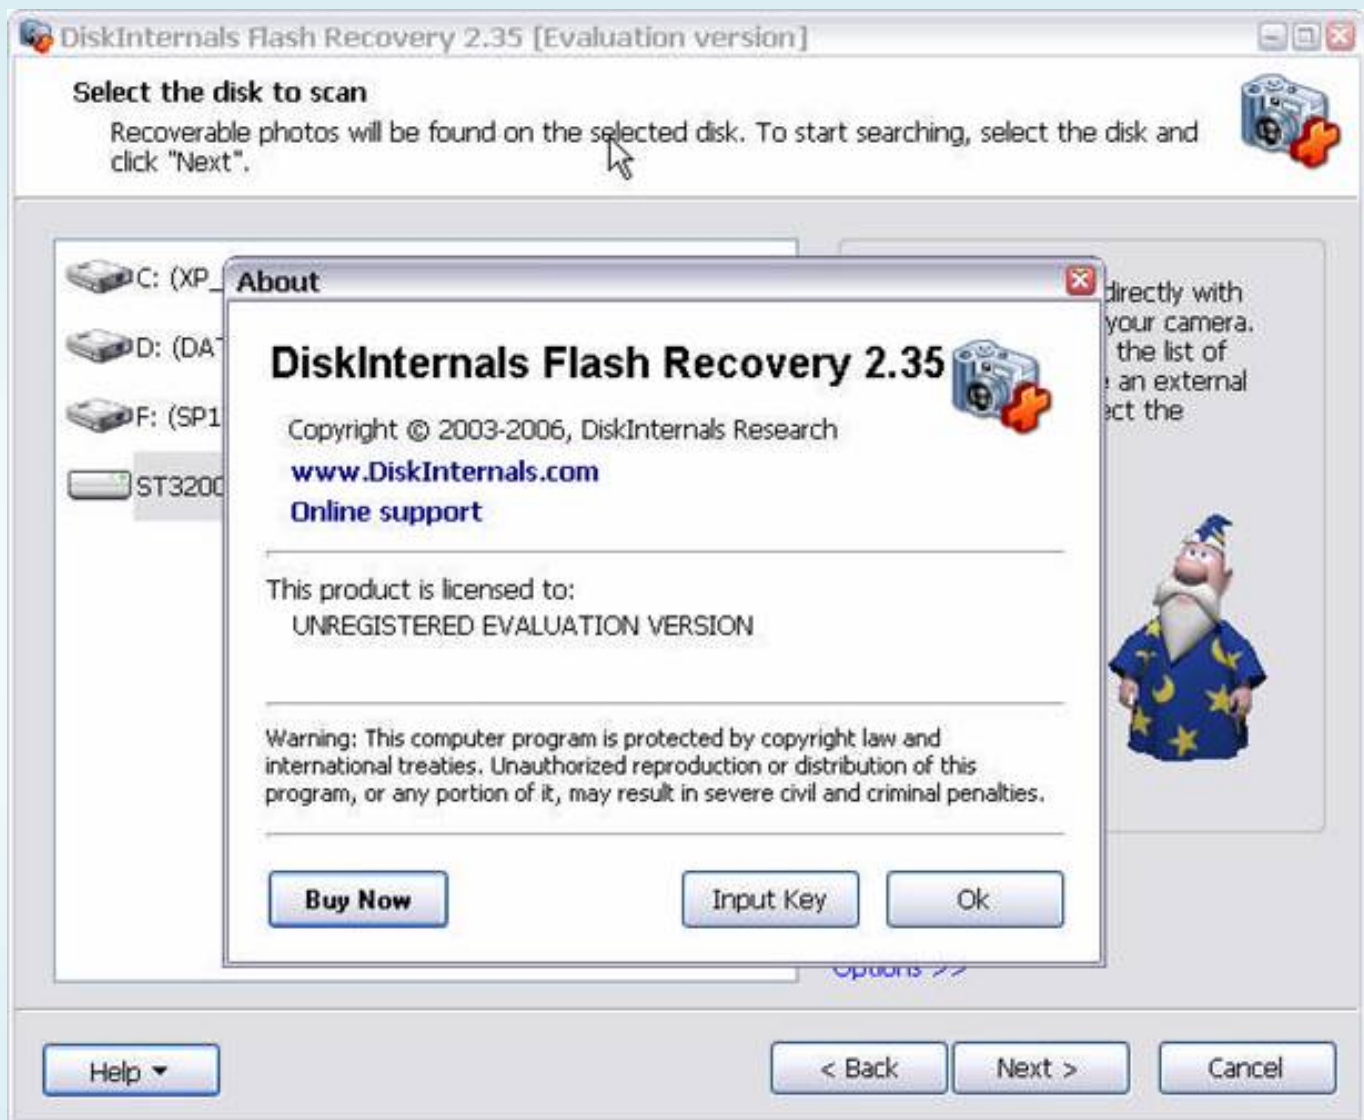 DiskInternals Flash Recovery 2.35 [Evaluation version]
Select the disk to scan
Recoverable photos will be found on the selected disk. To start searching, select the disk and
click "Next".
C: (XP_
D: (DAT
F: (SP1
ST3200
directly with
your camera.
the list of
an external
ect the
About
DiskInternals Flash Recovery 2.35
Copyright © 2003-2006, DiskInternals Research
www.DiskInternals.com
Online support
This product is licensed to:
UNREGISTERED EVALUATION VERSION
Warning: This computer program is protected by copyright law and
international treaties. Unauthorized reproduction or distribution of this
program, or any portion of it, may result in severe civil and criminal penalties.
Buy Now
Input Key
Ok
Options >>
Help
< Back
Next >
Cancel